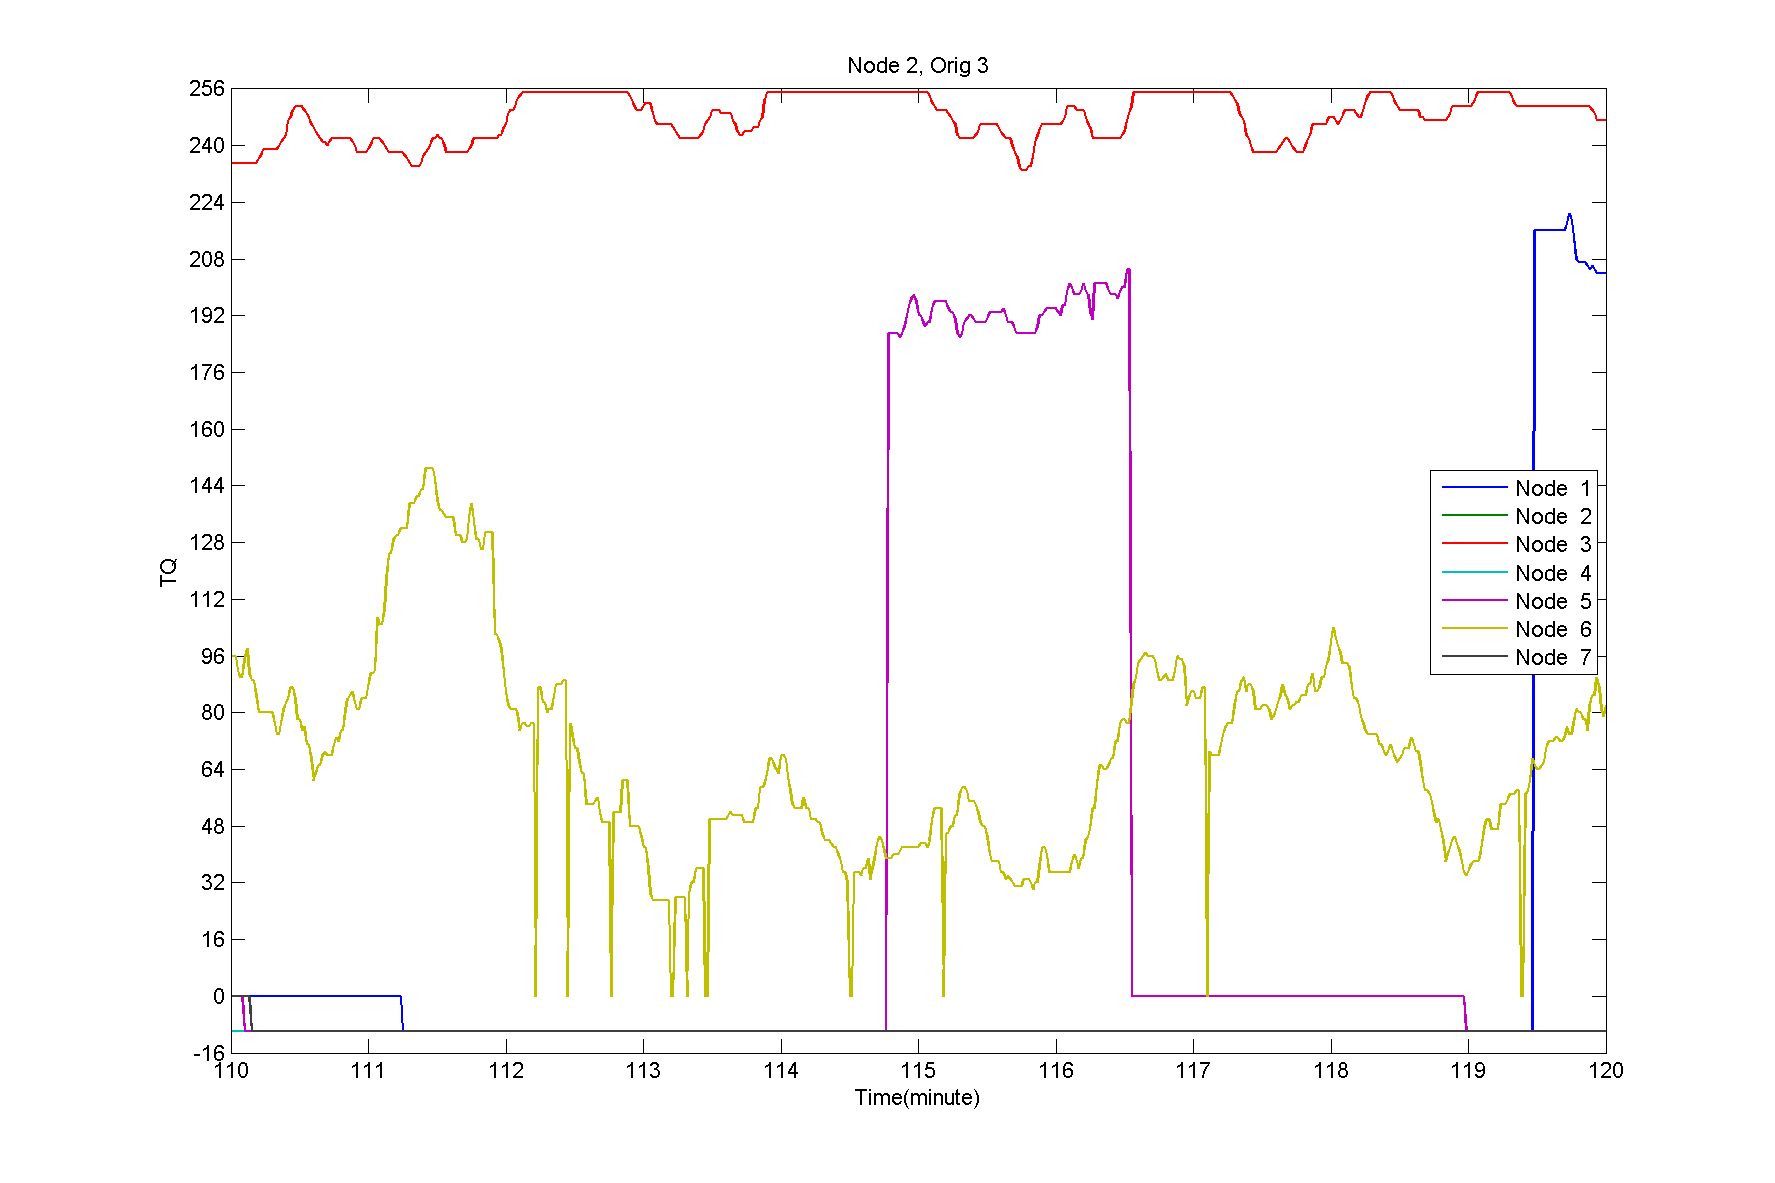 Node 2, Orig 3
256
240
224
208
192
176
160
144
128
112
96
80
64
48
32
16
0
-16
TQ
Node 1
Node 2
Node 3
Node 4
Node 5
Node 6
Node 7
110 111 112 113 114 115 116 117 118 119 120
Time(minute)